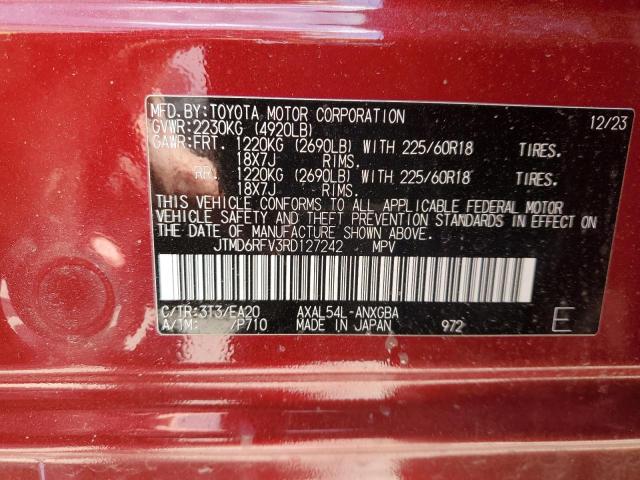 MFD. BY: TOYOTA MOTOR CORPORATION 12/23
GVWR: 2230KG (4920LB)
GAWR: FRT. 1220KG (2690LB) WITH 225/60R18 TIRES.
18X7J RIMS.
RR. 1220KG (2690LB) WITH 225/60R18 TIRES.
18X7J RIMS.
THIS VEHICLE CONFORMS TO ALL APPLICABLE FEDERAL MOTOR
VEHICLE SAFETY AND THEFT PREVENTION STANDARDS IN EFFECT ON
THE DATE OF MANUFACTURE SHOWN ABOVE.
JTMD6RFV3RD127242 MPV
C/TR: 3T3/EA20 AXAL54L-ANXGBA
A/TM: /P710 MADE IN JAPAN 972 E